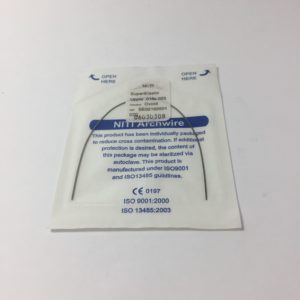 NITI
SuperElastic
Ovoid
OPEN
HERE
OPEN
HERE
NITI Archwire
This product has been individually packaged
to reduce cross contamination. If additional
protection is desired, the content of
this package may be sterilized via
autoclave. This product is
manufactured under ISO9001
and ISO13485 guidlines.
CE 0197
ISO 9001:2000
ISO 13485:2003